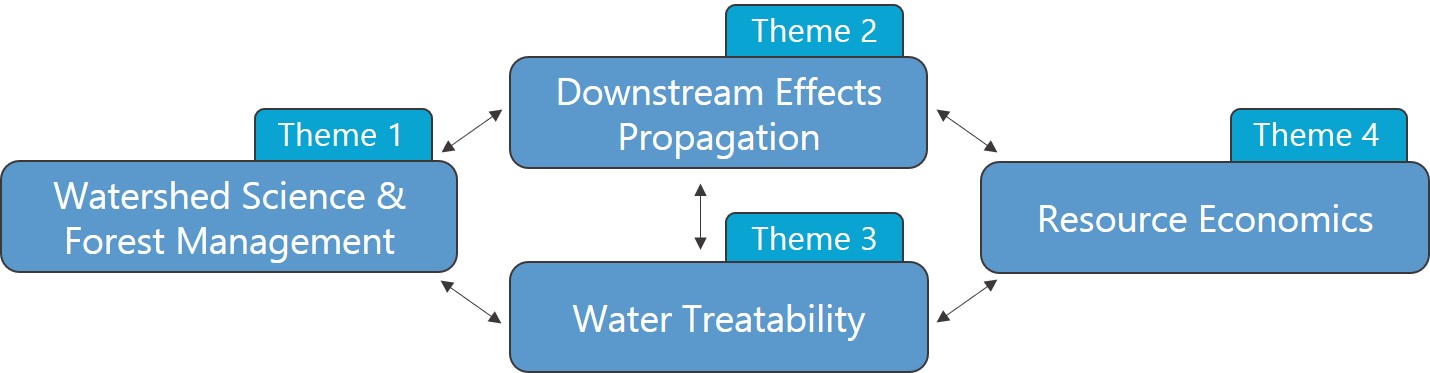 Theme 1
Watershed Science &
Forest Management
Theme 2
Downstream Effects
Propagation
Theme 3
Water Treatability
Theme 4
Resource Economics